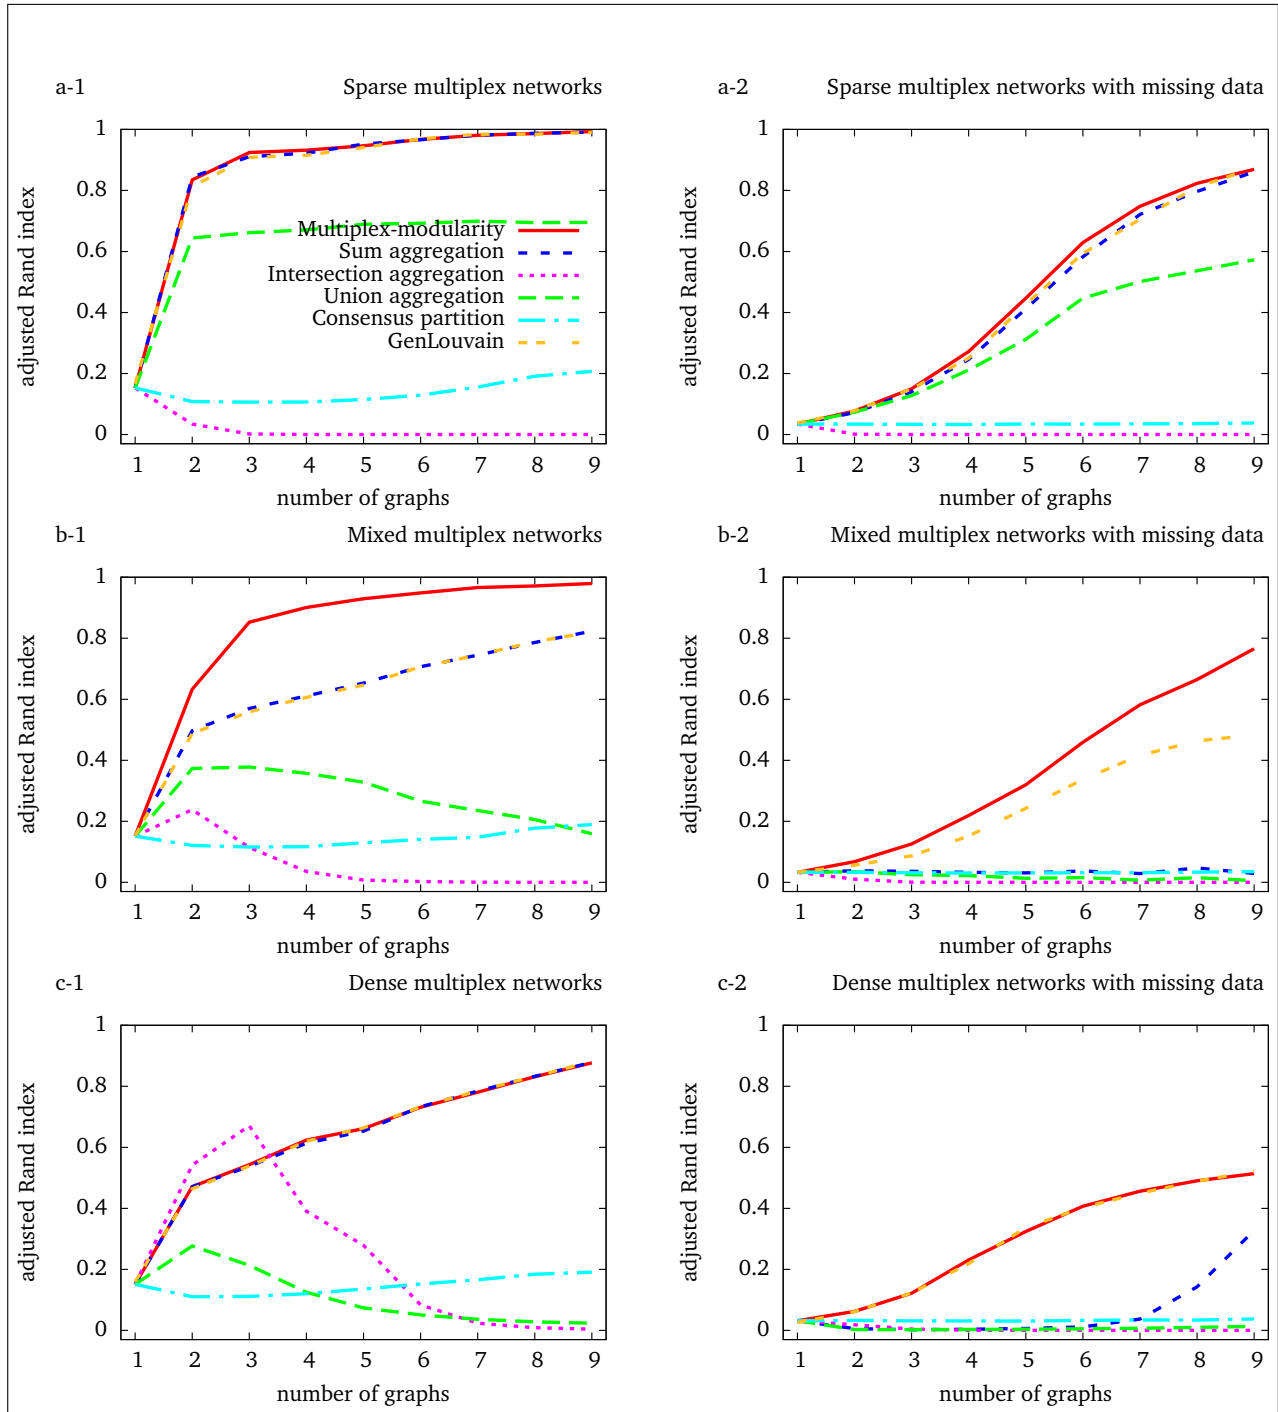 a-1 Sparse multiplex networks
1
0.8
0.6
0.4
0.2
0
adjusted Rand index
Multiplex-modularity
Sum aggregation
Intersection aggregation
Union aggregation
Consensus partition
GenLouvain
1 2 3 4 5 6 7 8 9
number of graphs
a-2 Sparse multiplex networks with missing data
1
0.8
0.6
0.4
0.2
0
adjusted Rand index
1 2 3 4 5 6 7 8 9
number of graphs
b-1 Mixed multiplex networks
1
0.8
0.6
0.4
0.2
0
adjusted Rand index
1 2 3 4 5 6 7 8 9
number of graphs
b-2 Mixed multiplex networks with missing data
1
0.8
0.6
0.4
0.2
0
adjusted Rand index
1 2 3 4 5 6 7 8 9
number of graphs
c-1 Dense multiplex networks
1
0.8
0.6
0.4
0.2
0
adjusted Rand index
1 2 3 4 5 6 7 8 9
number of graphs
c-2 Dense multiplex networks with missing data
1
0.8
0.6
0.4
0.2
0
adjusted Rand index
1 2 3 4 5 6 7 8 9
number of graphs